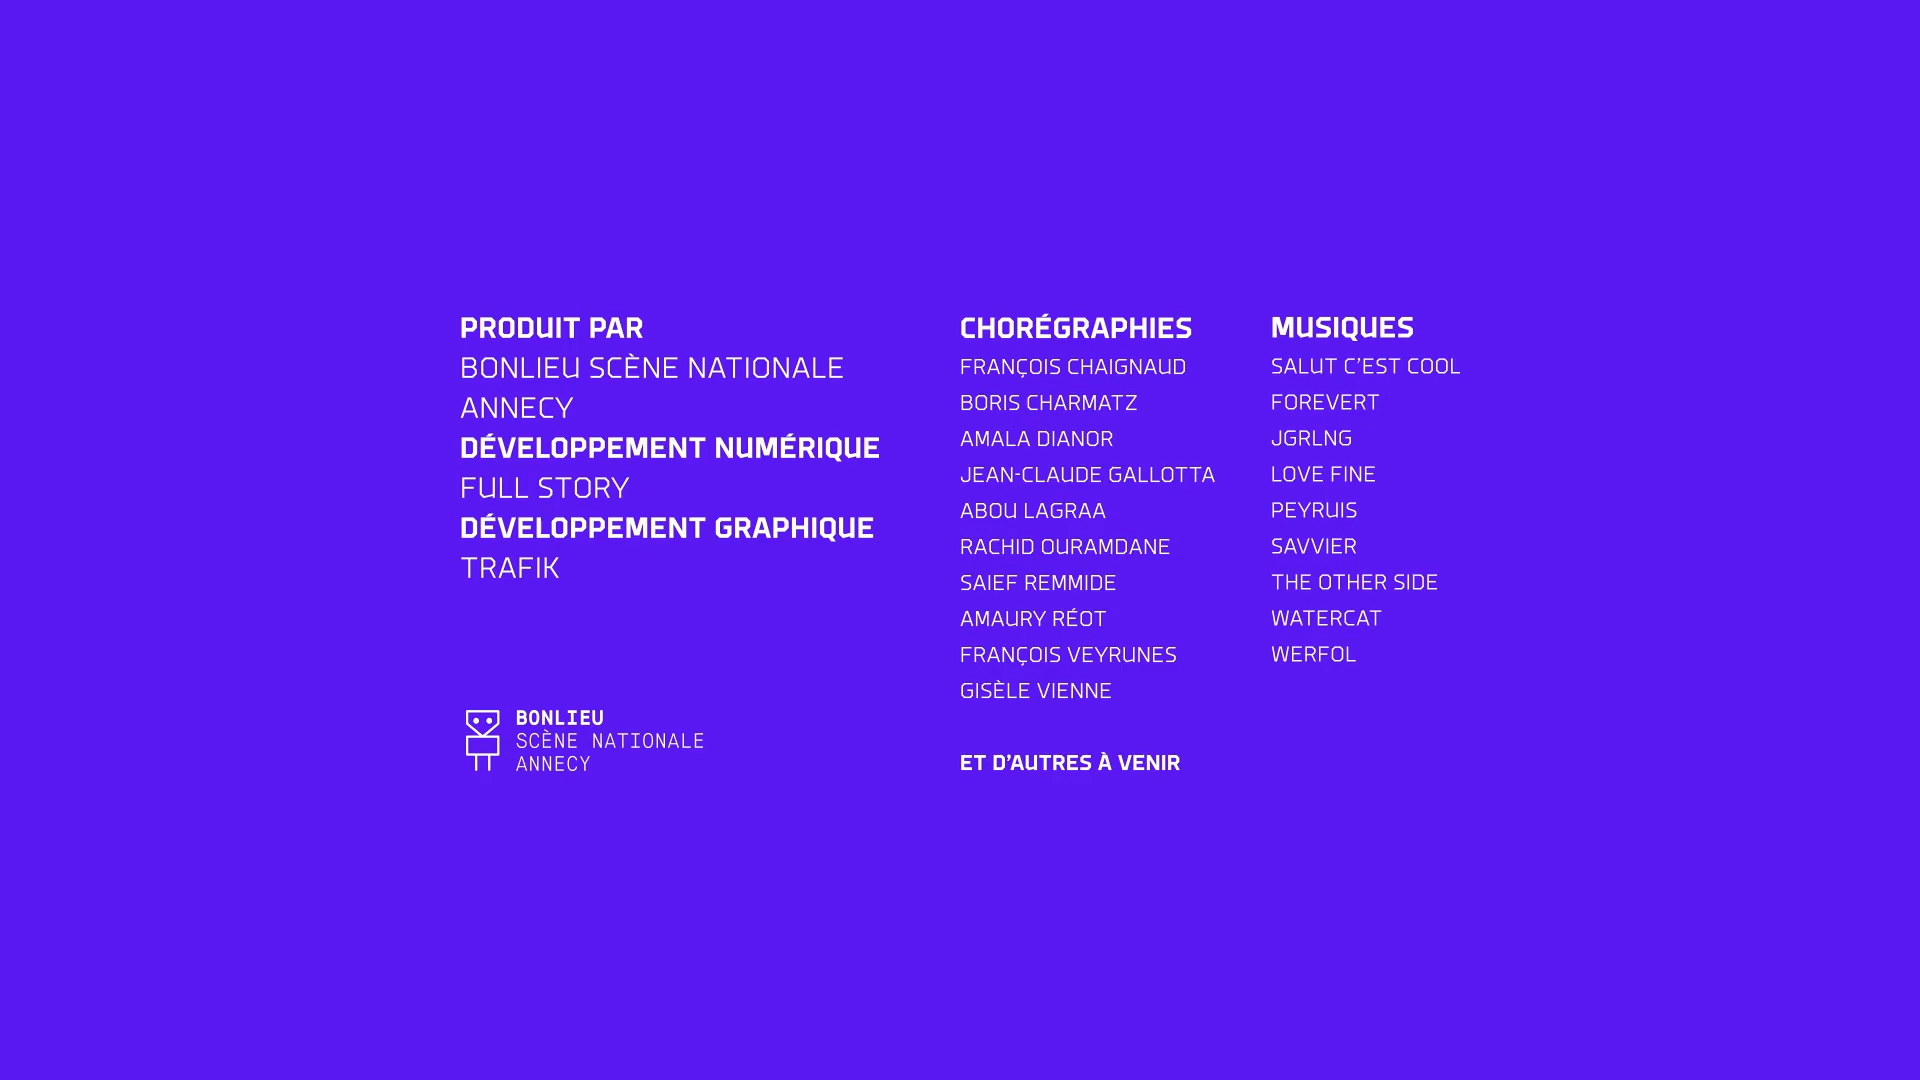 PRODUIT PAR
BONLIEU SCÈNE NATIONALE
ANNECY
DÉVELOPPEMENT NUMÉRIQUE
FULL STORY
DÉVELOPPEMENT GRAPHIQUE
TRAFIK
BONLIEU
SCÈNE NATIONALE
ANNECY
CHORÉGRAPHIES
FRANÇOIS CHAIGNAUD
BORIS CHARMATZ
AMALA DIANOR
JEAN-CLAUDE GALLOTTA
ABOU LAGRAA
RACHID OURAMDANE
SAIEF REMMIDE
AMAURY RÉOT
FRANÇOIS VEYRUNES
GISÈLE VIENNE
ET D’AUTRES À VENIR
MUSIQUES
SALUT C’EST COOL
FOREVERT
JGRLNG
LOVE FINE
PEYRUIS
SAVVIER
THE OTHER SIDE
WATERCAT
WERFOL